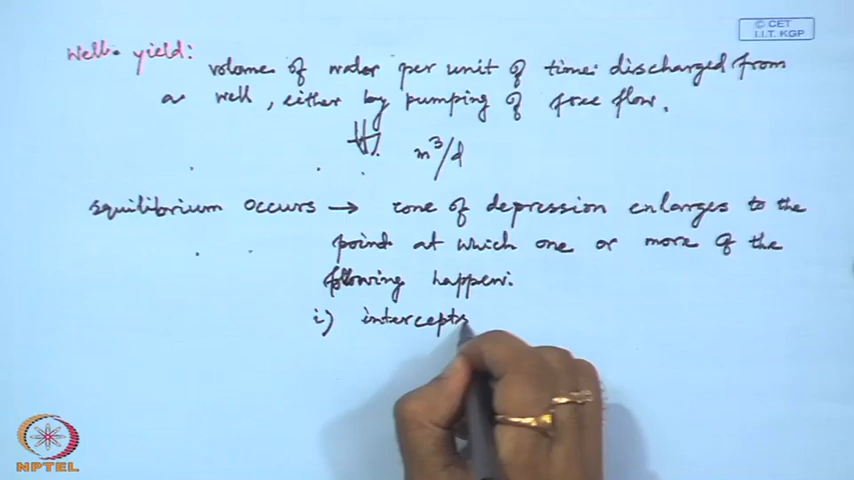 © CET
I.I.T. KGP
Well yield:
volume of water per unit of time discharged from
a well, either by pumping of free flow.
m³/d
equilibrium occurs → cone of depression enlarges to the
point at which one or more of the
following happen:
i) intercepts
NPTEL